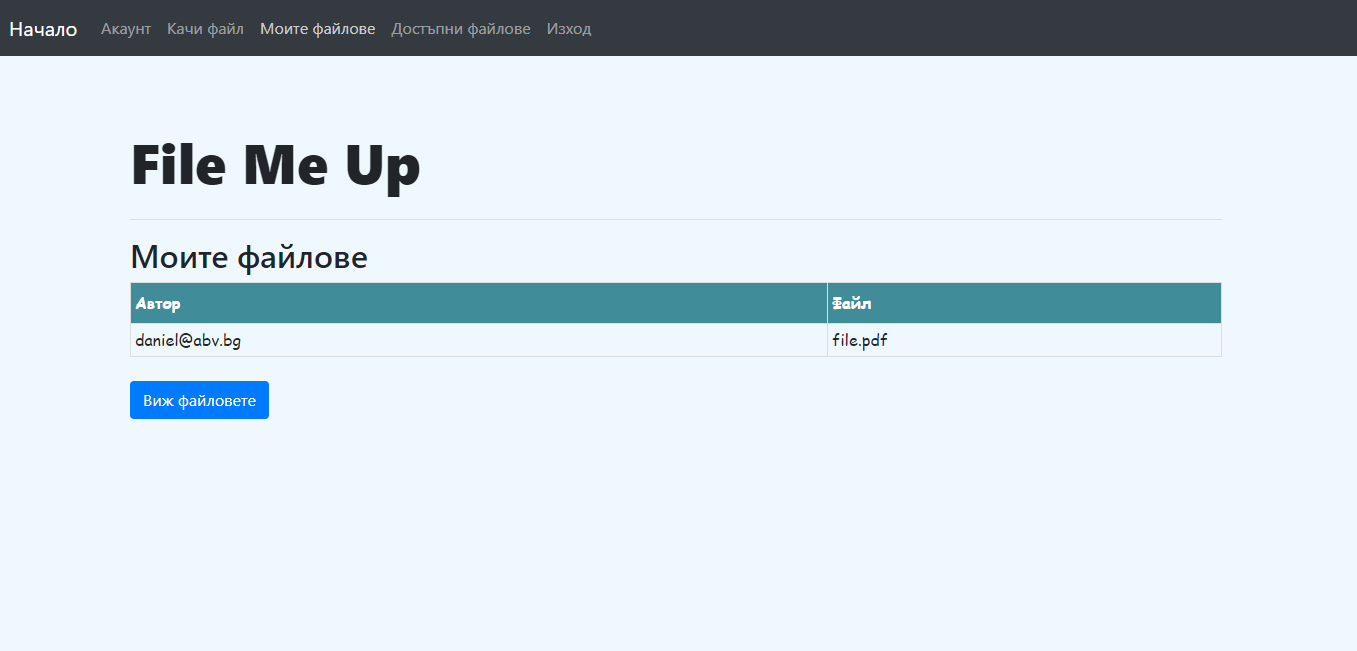 Начало Акаунт Качи файл Моите файлове Достъпни файлове Изход
File Me Up
Моите файлове
Автор Файл
daniel@abv.bg file.pdf
Виж файловете